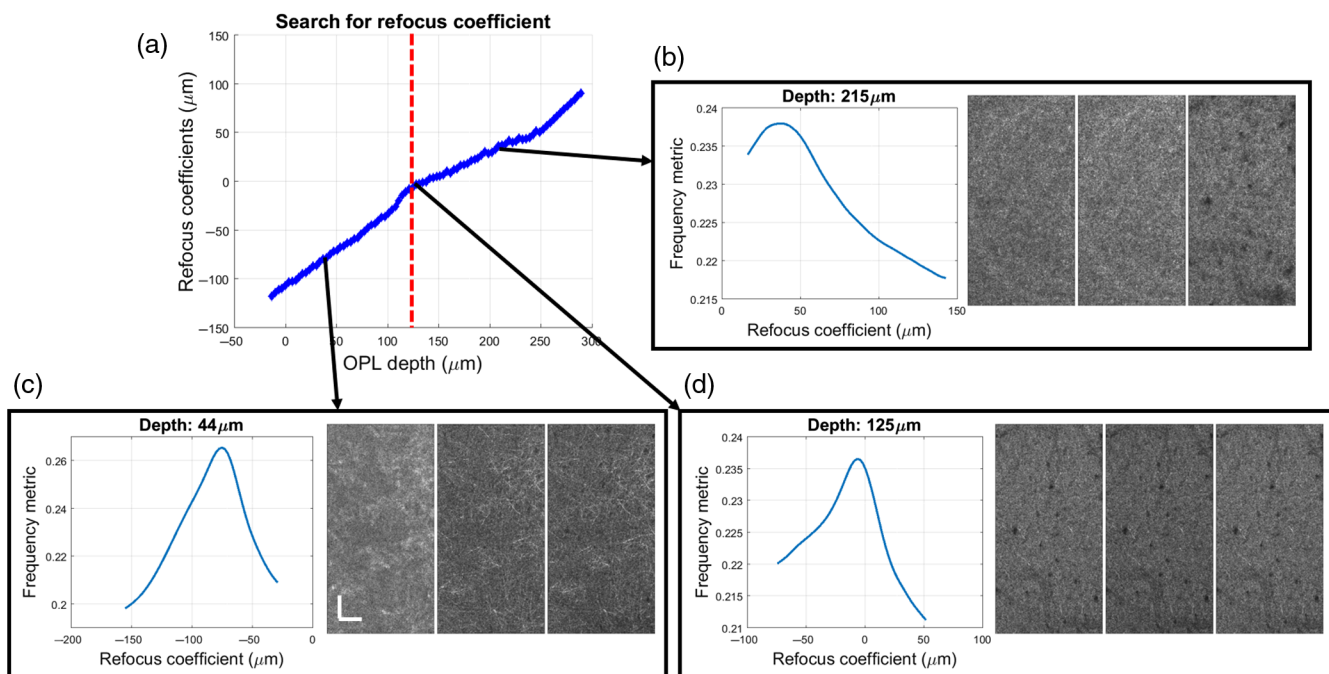 (a)
Search for refocus coefficient
Refocus coefficients (μm)
150
100
50
0
−50
−100
−150
−50
0
50
100
150
200
250
300
OPL depth (μm)
(b)
Depth: 215μm
Frequency metric
0.24
0.235
0.23
0.225
0.22
0.215
0
50
100
150
Refocus coefficient (μm)
(c)
Depth: 44μm
Frequency metric
0.26
0.24
0.22
0.2
−200
−150
−100
−50
0
Refocus coefficient (μm)
(d)
Depth: 125μm
Frequency metric
0.24
0.235
0.23
0.225
0.22
0.215
0.21
−100
−50
0
50
100
Refocus coefficient (μm)